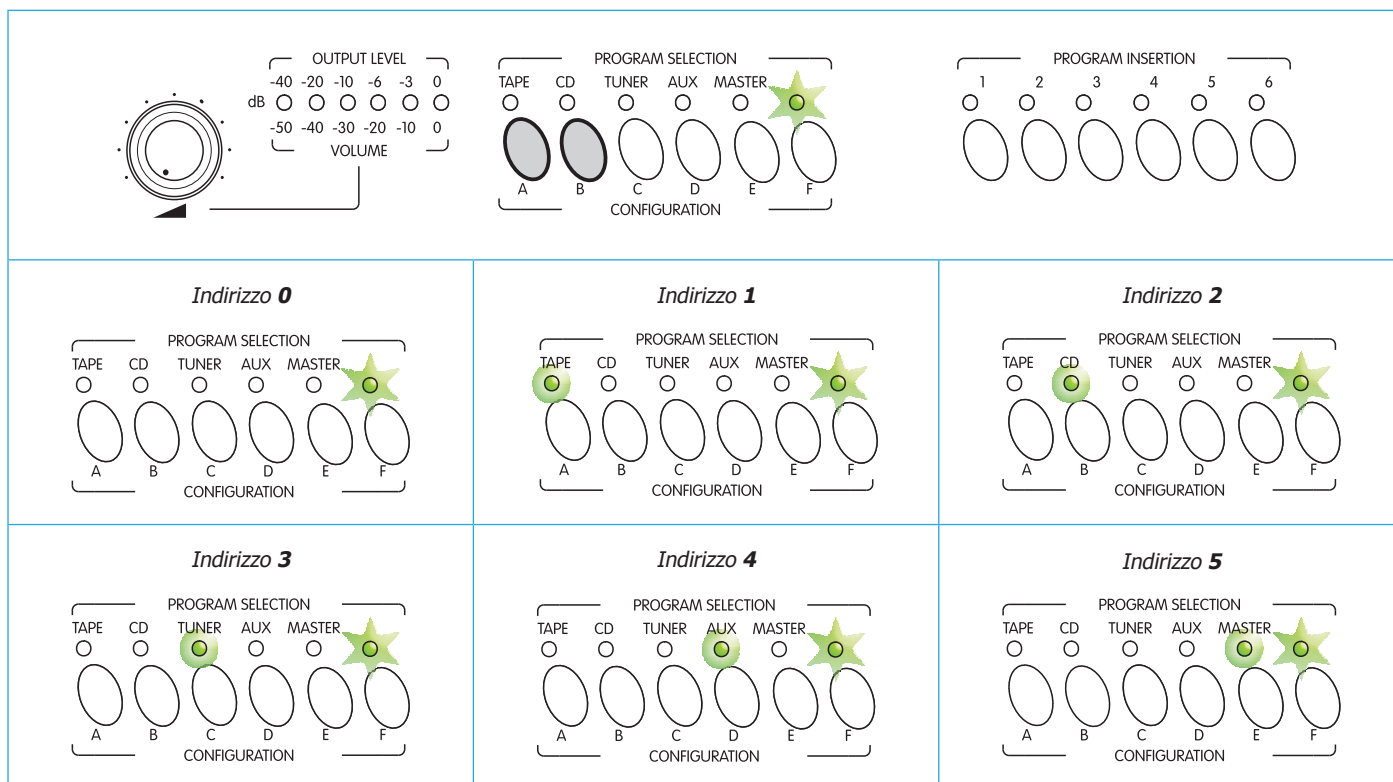 OUTPUT LEVEL
-40 -20 -10 -6 -3 0
dB
-50 -40 -30 -20 -10 0
VOLUME
PROGRAM SELECTION
TAPE CD TUNER AUX MASTER
A B C D E F
CONFIGURATION
PROGRAM INSERTION
1 2 3 4 5 6
Indirizzo 0
PROGRAM SELECTION
TAPE CD TUNER AUX MASTER
A B C D E F
CONFIGURATION
Indirizzo 1
PROGRAM SELECTION
TAPE CD TUNER AUX MASTER
A B C D E F
CONFIGURATION
Indirizzo 2
PROGRAM SELECTION
TAPE CD TUNER AUX MASTER
A B C D E F
CONFIGURATION
Indirizzo 3
PROGRAM SELECTION
TAPE CD TUNER AUX MASTER
A B C D E F
CONFIGURATION
Indirizzo 4
PROGRAM SELECTION
TAPE CD TUNER AUX MASTER
A B C D E F
CONFIGURATION
Indirizzo 5
PROGRAM SELECTION
TAPE CD TUNER AUX MASTER
A B C D E F
CONFIGURATION